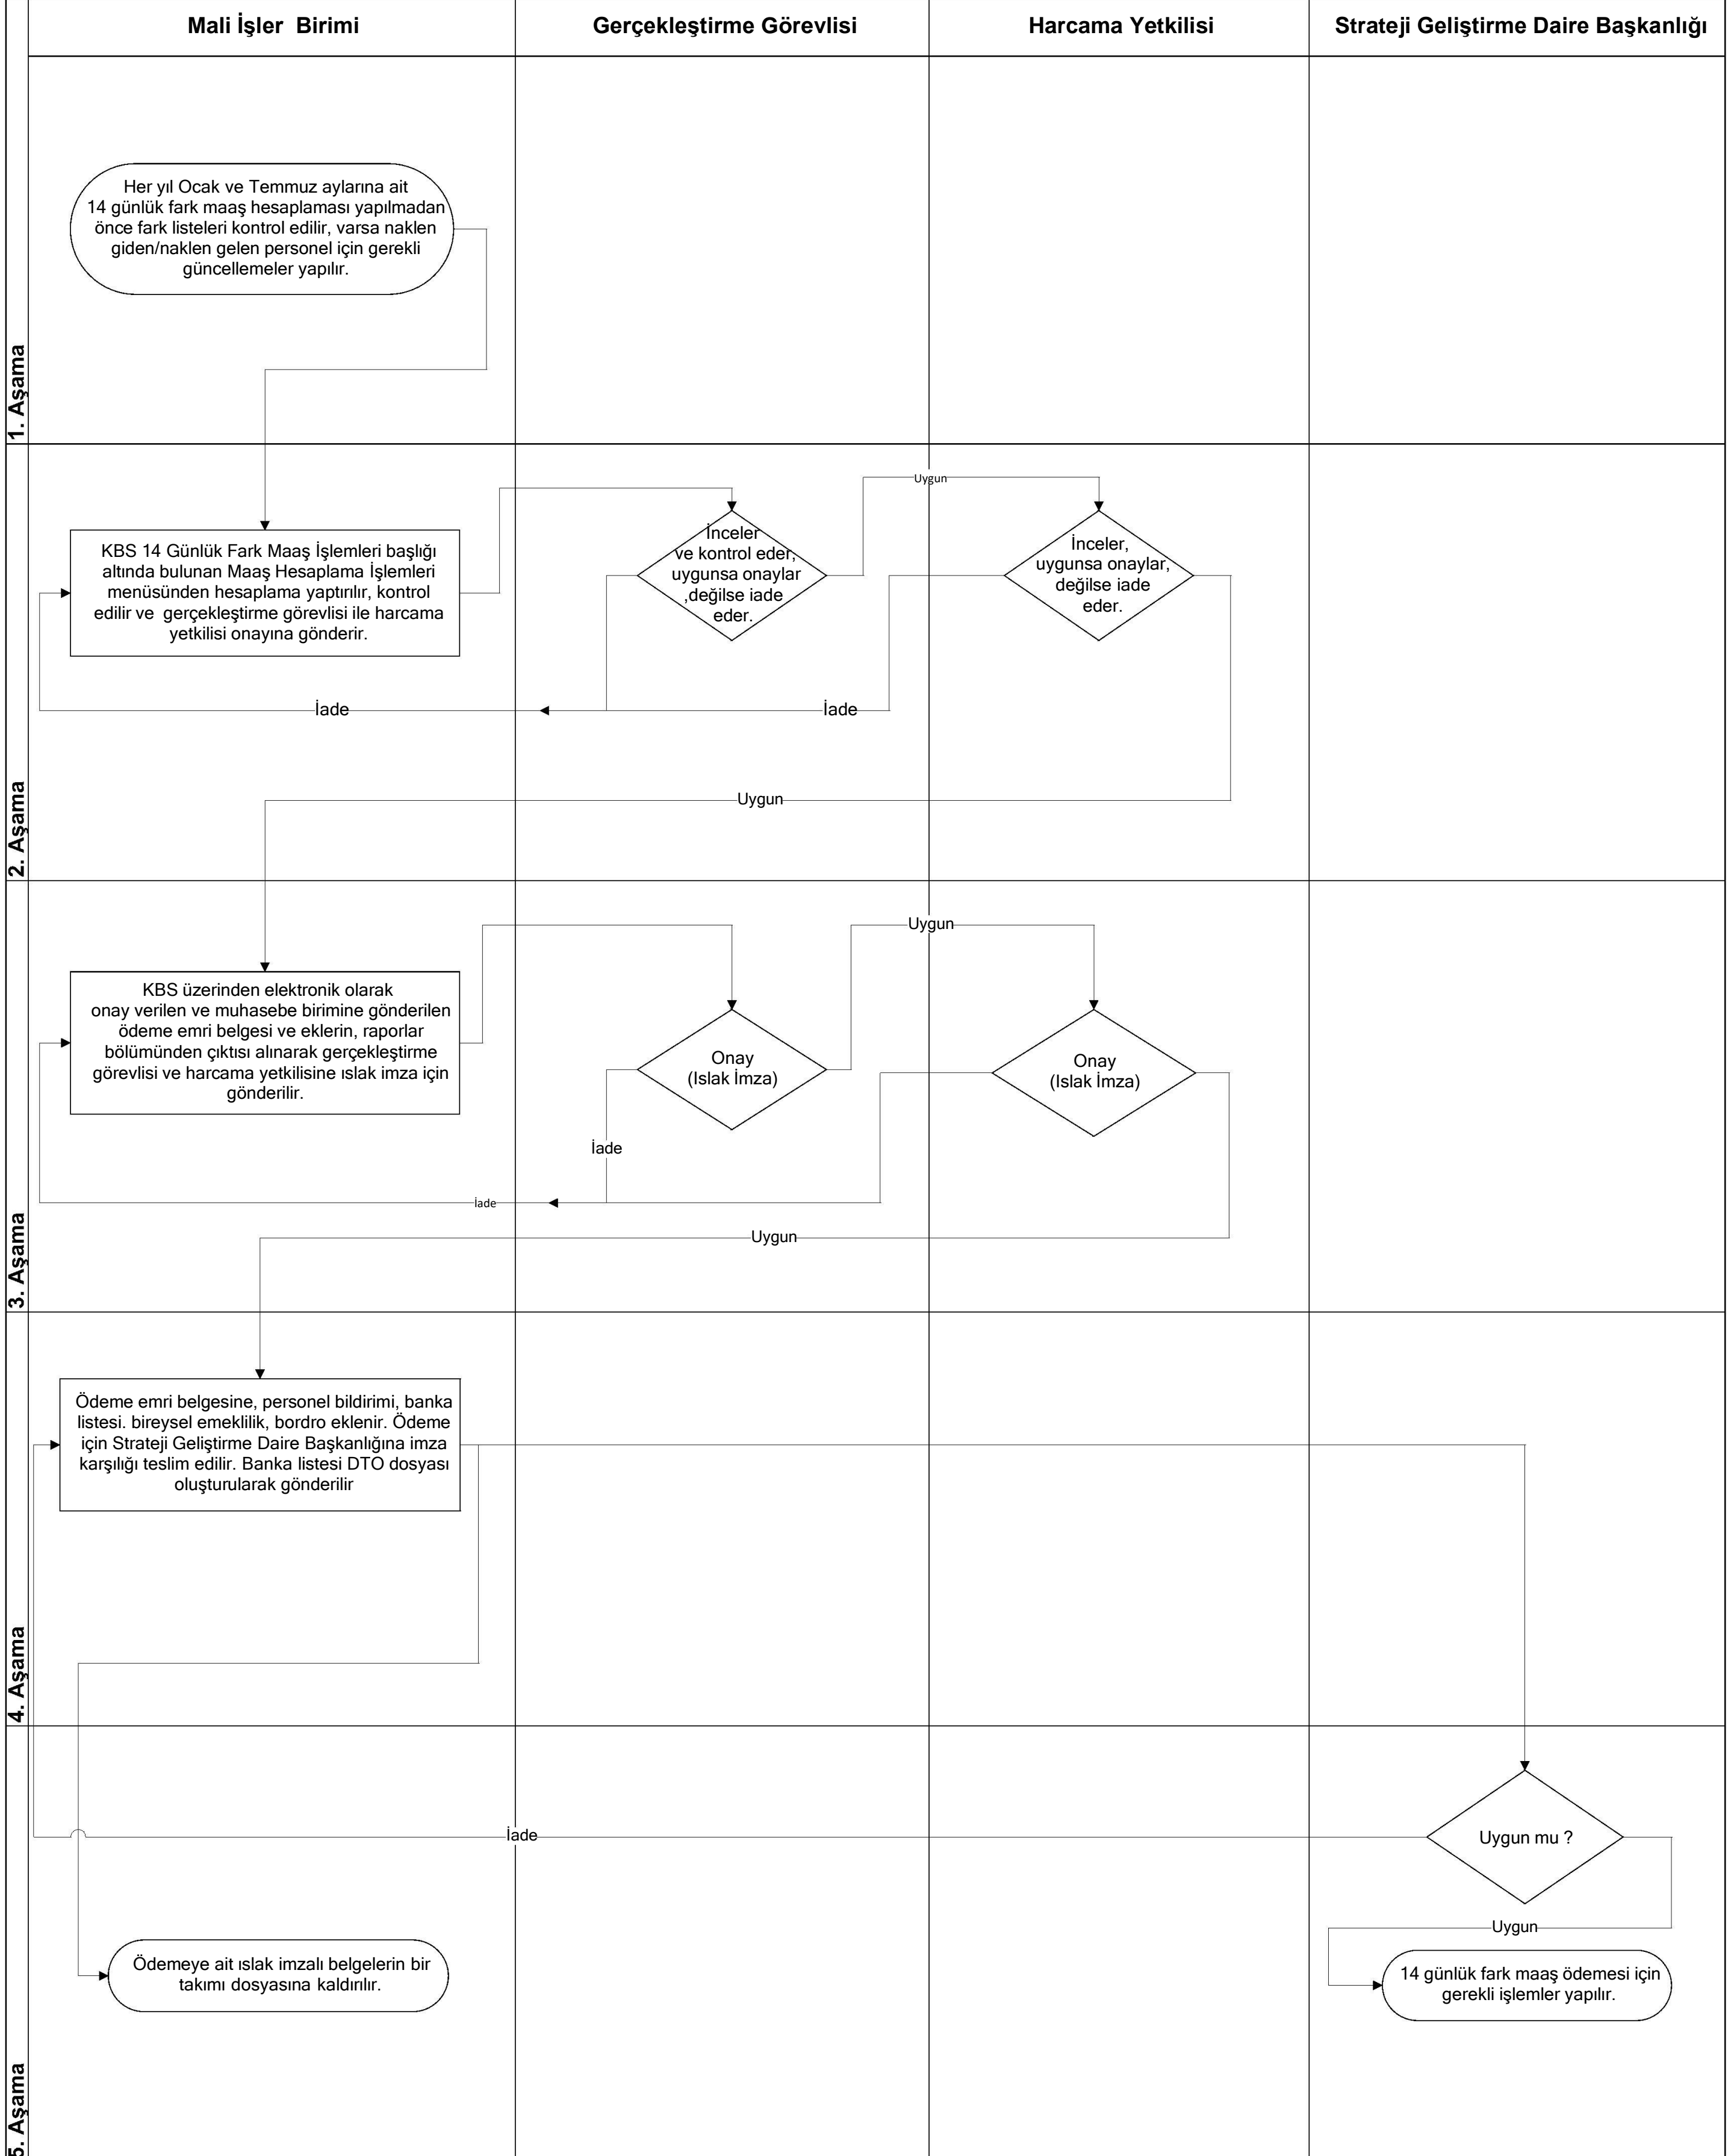 Mali İşler  Birimi
Gerçekleştirme Görevlisi
Harcama Yetkilisi
Strateji Geliştirme Daire Başkanlığı
1. Aşama
Her yıl Ocak ve Temmuz aylarına ait
14 günlük fark maaş hesaplaması yapılmadan
önce fark listeleri kontrol edilir, varsa naklen
giden/naklen gelen personel için gerekli
güncellemeler yapılır.
2. Aşama
KBS 14 Günlük Fark Maaş İşlemleri başlığı
altında bulunan Maaş Hesaplama İşlemleri
menüsünden hesaplama yaptırılır, kontrol
edilir ve  gerçekleştirme görevlisi ile harcama
yetkilisi onayına gönderir.
İnceler
ve kontrol eder,
uygunsa onaylar
,değilse iade
eder.
Uygun
İnceler,
uygunsa onaylar,
değilse iade
eder.
İade
İade
Uygun
3. Aşama
KBS üzerinden elektronik olarak
onay verilen ve muhasebe birimine gönderilen
ödeme emri belgesi ve eklerin, raporlar
bölümünden çıktısı alınarak gerçekleştirme
görevlisi ve harcama yetkilisine ıslak imza için
gönderilir.
Onay
(Islak İmza)
Uygun
Onay
(Islak İmza)
İade
İade
Uygun
4. Aşama
Ödeme emri belgesine, personel bildirimi, banka
listesi. bireysel emeklilik, bordro eklenir. Ödeme
için Strateji Geliştirme Daire Başkanlığına imza
karşılığı teslim edilir. Banka listesi DTO dosyası
oluşturularak gönderilir
5. Aşama
Uygun mu ?
İade
Uygun
Ödemeye ait ıslak imzalı belgelerin bir
takımı dosyasına kaldırılır.
14 günlük fark maaş ödemesi için
gerekli işlemler yapılır.